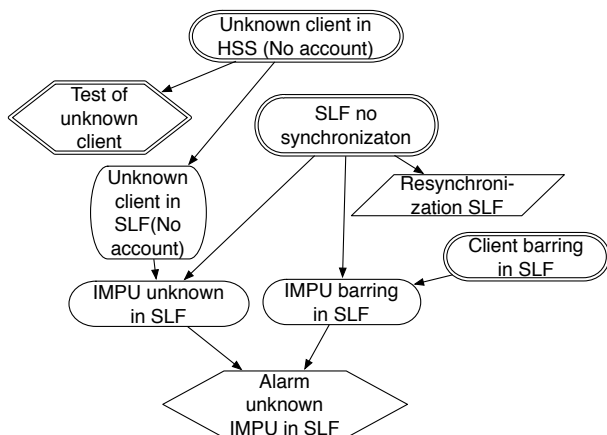 Unknown client in
HSS (No account)
Test of
unknown
client
SLF no
synchronizaton
Unknown
client in
SLF(No
account)
Resynchroni-
zation SLF
Client barring
in SLF
IMPU unknown
in SLF
IMPU barring
in SLF
Alarm
unknown
IMPU in SLF